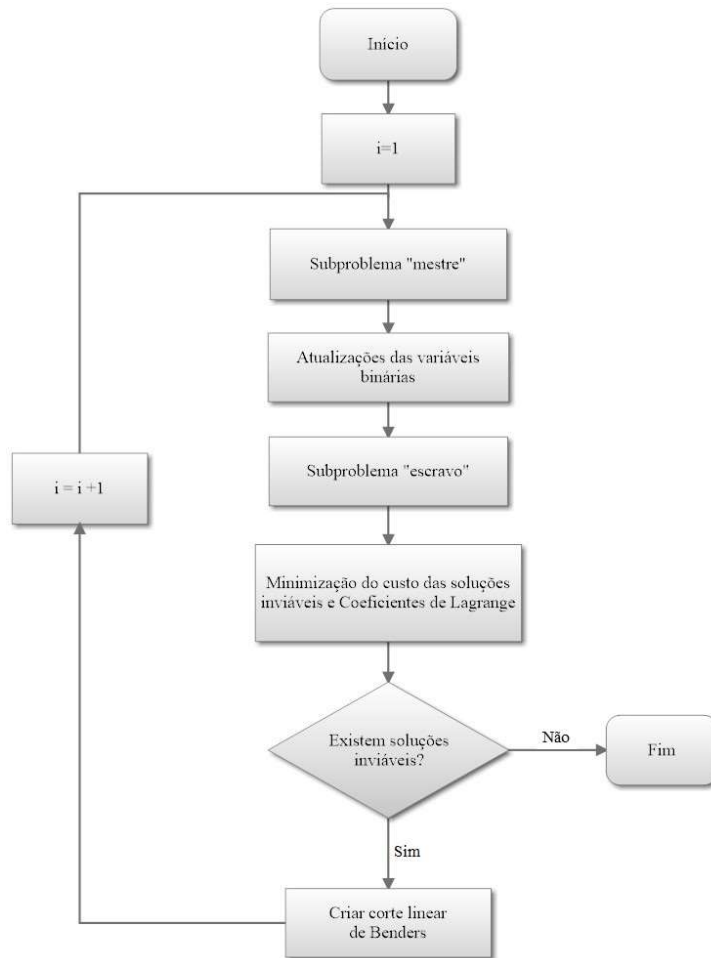 Início
i=1
Subproblema "mestre"
Atualizações das variáveis
binárias
Subproblema "escravo"
i = i +1
Minimização do custo das soluções
inviáveis e Coeficientes de Lagrange
Existem soluções
inviáveis?
Não
Fim
Sim
Criar corte linear
de Benders